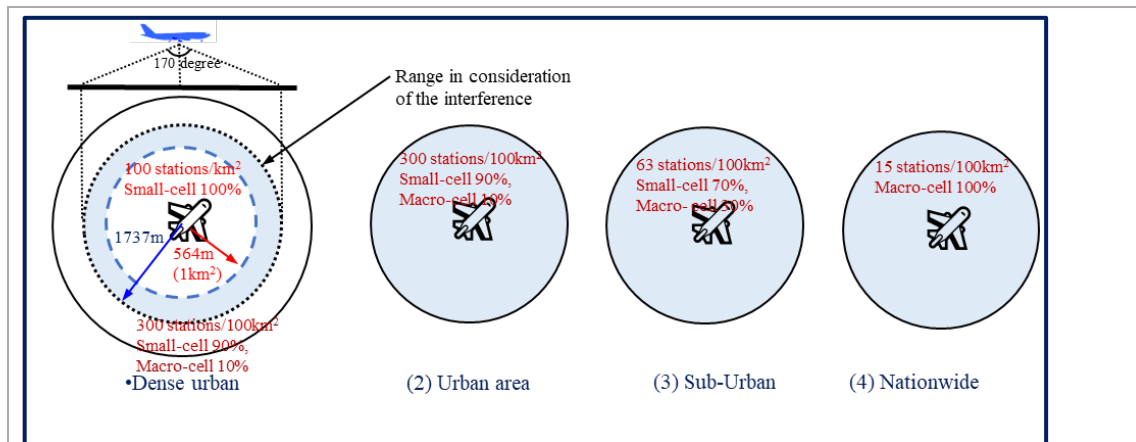 170 degree
Range in consideration
of the interference
100 stations/km²
Small-cell 100%
1737m
564m
(1km²)
300 stations/100km²
Small-cell 90%,
Macro-cell 10%
•Dense urban
300 stations/100km²
Small-cell 90%,
Macro-cell 10%
(2) Urban area
63 stations/100km²
Small-cell 70%,
Macro- cell 30%
(3) Sub-Urban
15 stations/100km²
Macro-cell 100%
(4) Nationwide